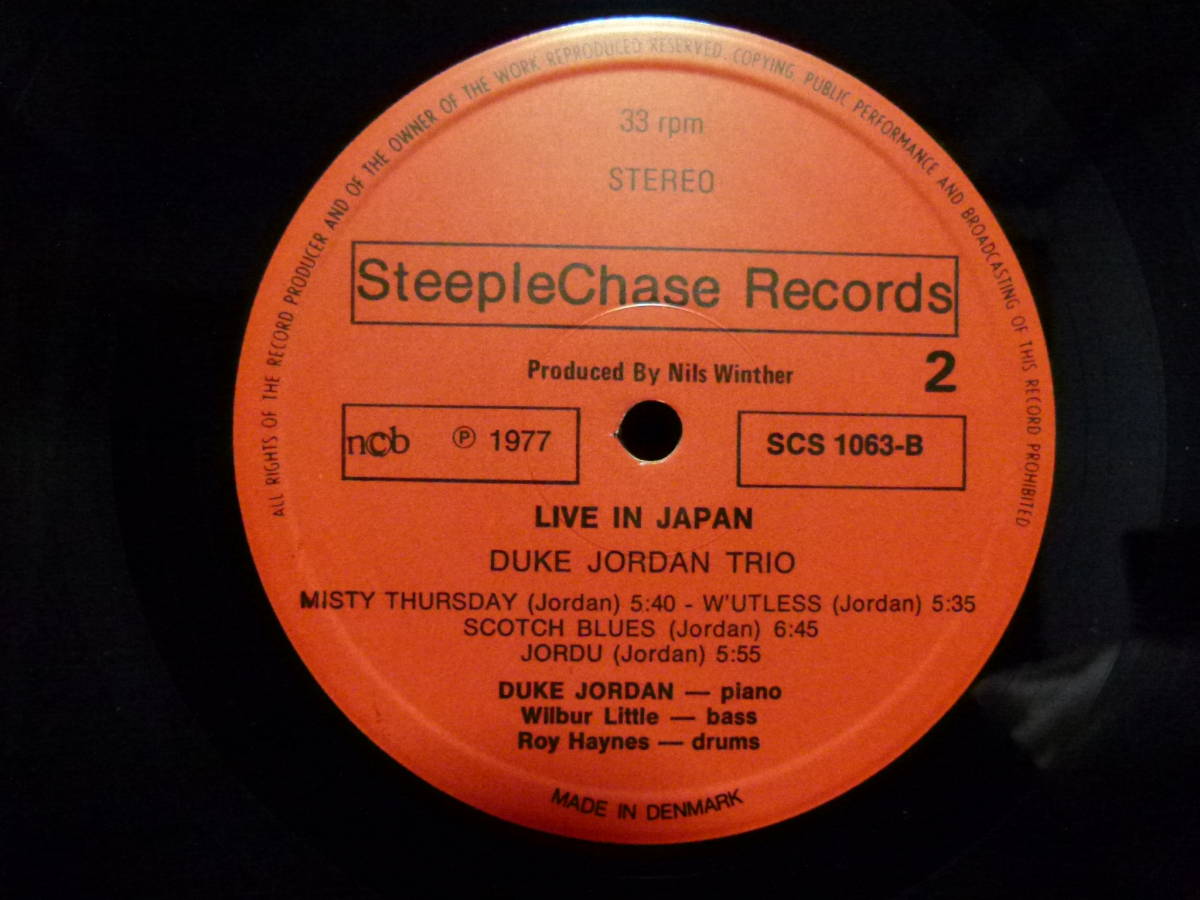 ALL RIGHTS OF THE RECORD PRODUCER AND OF THE OWNER OF THE WORK REPRODUCED RESERVED. COPYING, PUBLIC PERFORMANCE AND BROADCASTING OF THIS RECORD PROHIBITED
33 rpm
STEREO
SteepleChase Records
2
Produced By Nils Winther
ncb ℗ 1977
SCS 1063-B
LIVE IN JAPAN
DUKE JORDAN TRIO
MISTY THURSDAY (Jordan) 5:40 - W'UTLESS (Jordan) 5:35
SCOTCH BLUES (Jordan) 6:45
JORDU (Jordan) 5:55
DUKE JORDAN — piano
Wilbur Little — bass
Roy Haynes — drums
MADE IN DENMARK